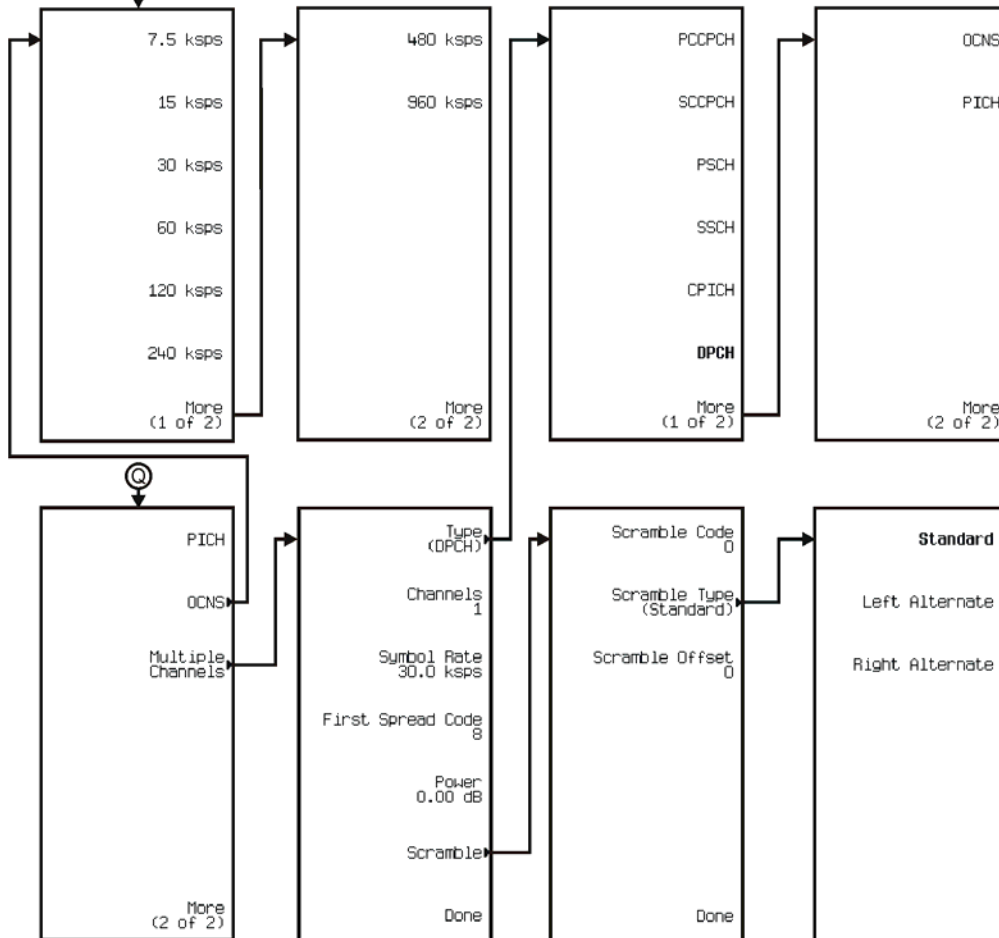 7.5 ksps
15 ksps
30 ksps
60 ksps
120 ksps
240 ksps
More
(1 of 2)
480 ksps
960 ksps
More
(2 of 2)
PCCPCH
SCCPCH
PSCH
SSCH
CPICH
DPCH
More
(1 of 2)
OCNS
PICH
More
(2 of 2)
Q
PICH
OCNS
Multiple
Channels
More
(2 of 2)
Type
(DPCH)
Channels
1
Symbol Rate
30.0 ksps
First Spread Code
8
Power
0.00 dB
Scramble
Done
Scramble Code
0
Scramble Type
(Standard)
Scramble Offset
0
Done
Standard
Left Alternate
Right Alternate